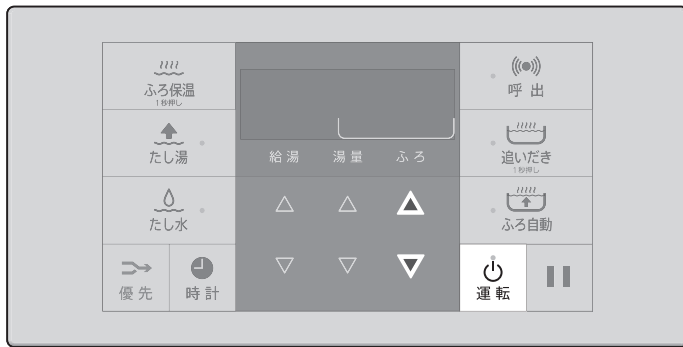 ふろ保温
1秒押し
たし湯
たし水
優先
時計
給湯
湯量
ふろ
呼出
追いだき
1秒押し
ふろ自動
運転